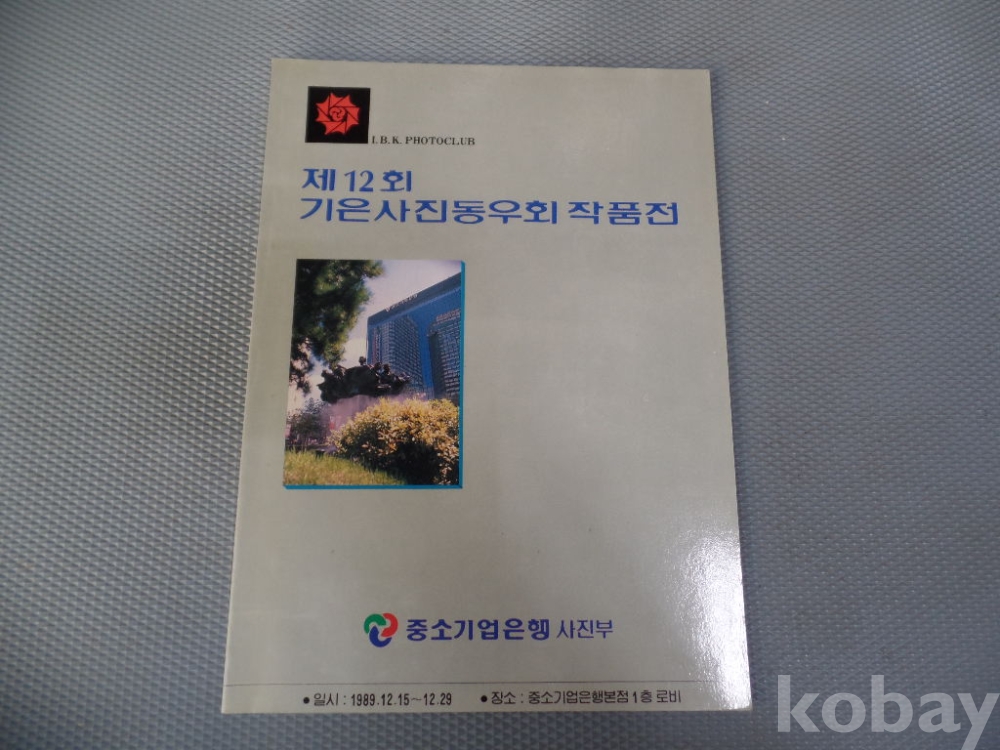 I.B.K. PHOTOCLUB
제12회
기은사진동우회 작품전
중소기업은행 사진부
● 일시 : 1989.12.15~12.29 ● 장소 : 중소기업은행본점 1층 로비
kobay